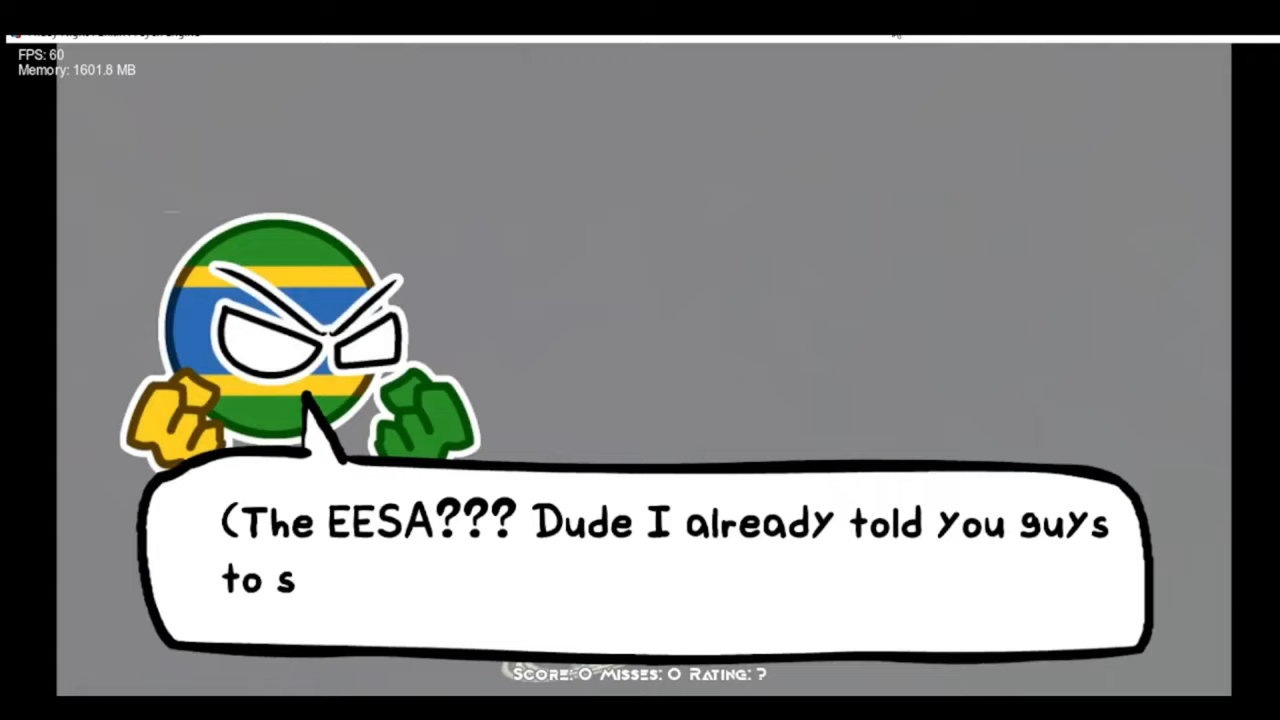 FPS: 60
Memory: 1601.8 MB
(The EESA??? Dude I already told you guys
to s
Score: 0 Misses: 0 Rating: ?